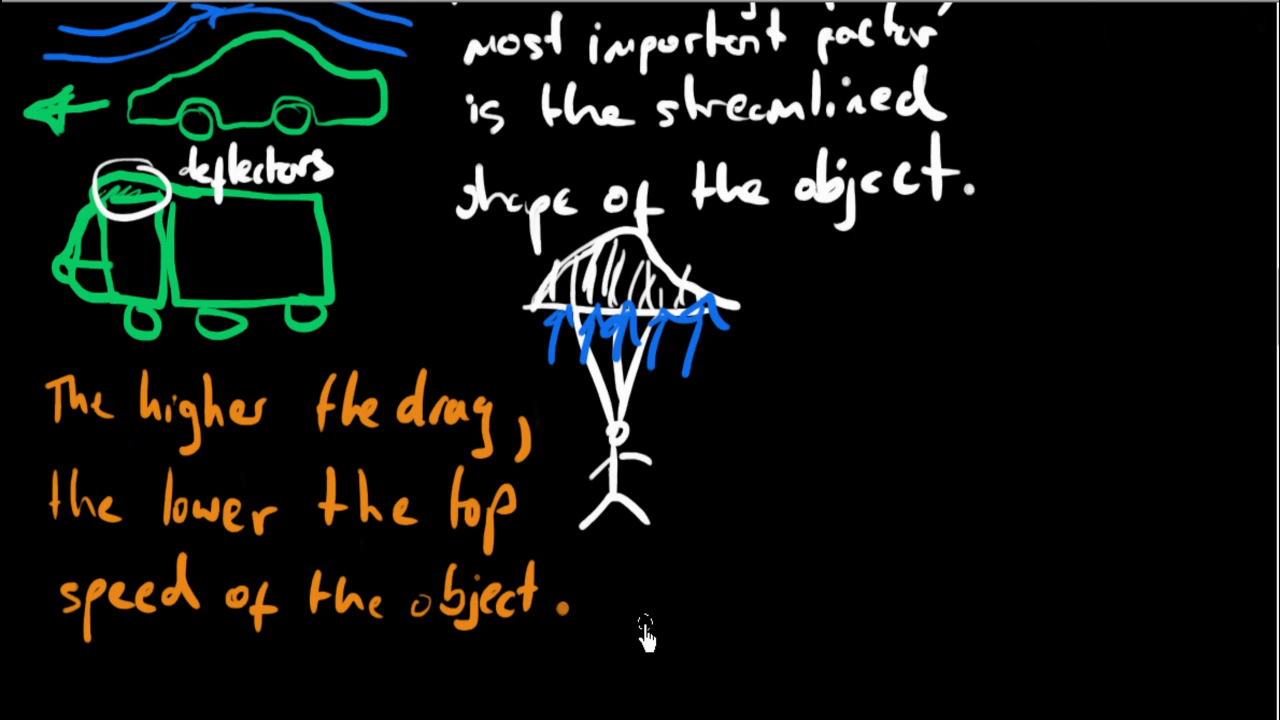 most important factor
is the streamlined
deflectors
shape of the object.
The higher the drag,
the lower the top
speed of the object.